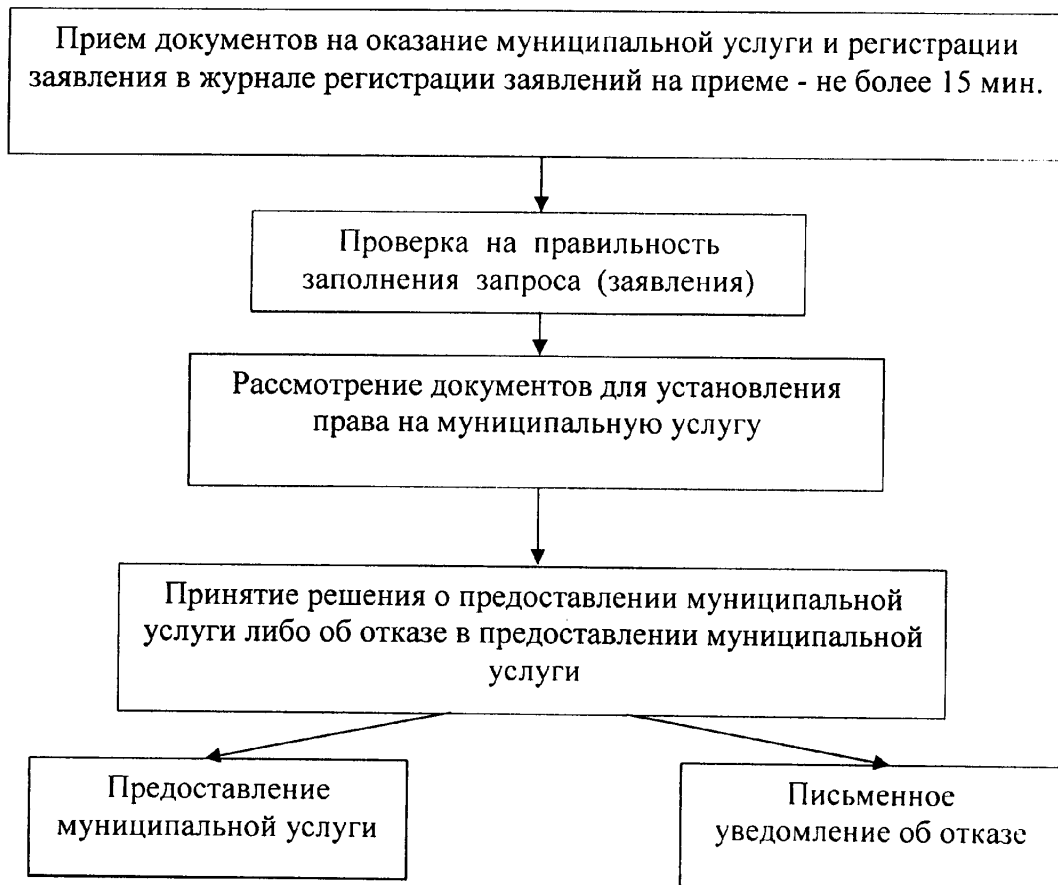 Прием документов на оказание муниципальной услуги и регистрации
заявления в журнале регистрации заявлений на приеме - не более 15 мин.
Проверка на правильность
заполнения запроса (заявления)
Рассмотрение документов для установления
права на муниципальную услугу
Принятие решения о предоставлении муниципальной
услуги либо об отказе в предоставлении муниципальной
услуги
Предоставление
муниципальной услуги
Письменное
уведомление об отказе